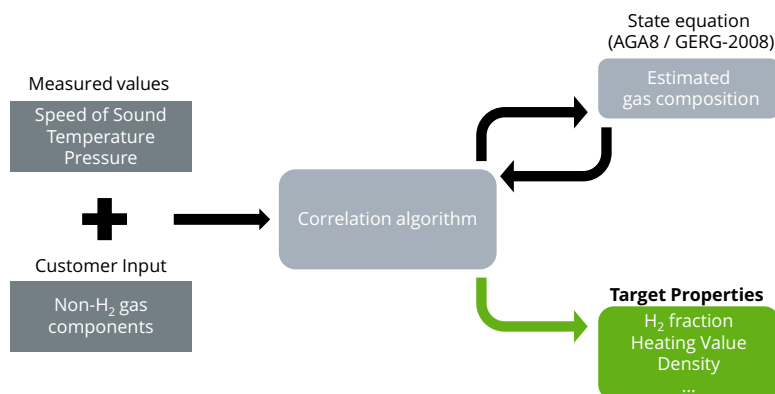 Measured values
Speed of Sound
Temperature
Pressure
Customer Input
Non-H₂ gas
components
Correlation algorithm
State equation
(AGA8 / GERG-2008)
Estimated
gas composition
Target Properties
H₂ fraction
Heating Value
Density
...